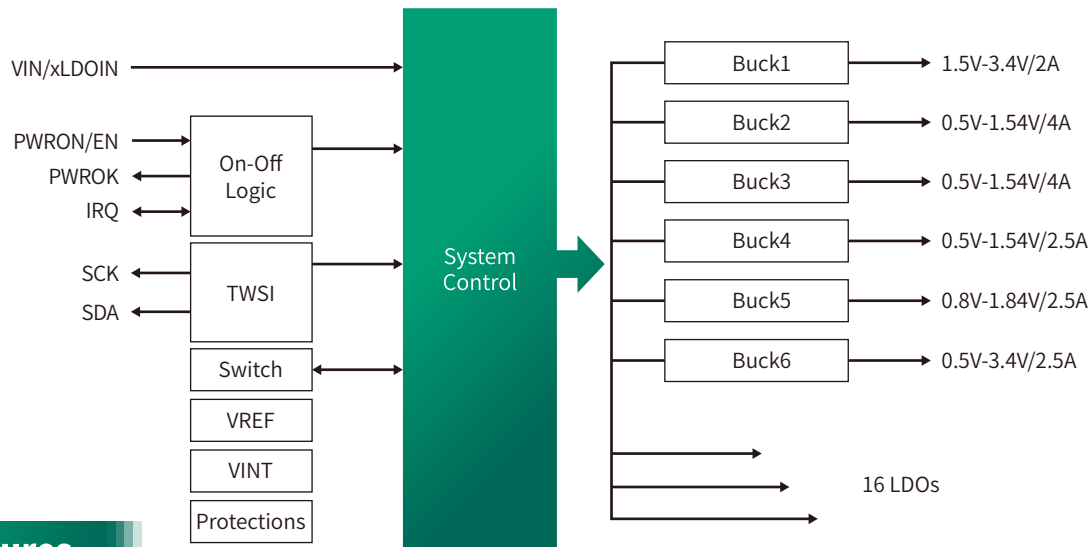 VIN/xLDOIN
PWRON/EN
PWROK
IRQ
SCK
SDA
On-Off
Logic
TWSI
Switch
VREF
VINT
Protections
System
Control
Buck1
1.5V-3.4V/2A
Buck2
0.5V-1.54V/4A
Buck3
0.5V-1.54V/4A
Buck4
0.5V-1.54V/2.5A
Buck5
0.8V-1.84V/2.5A
Buck6
0.5V-3.4V/2.5A
16 LDOs